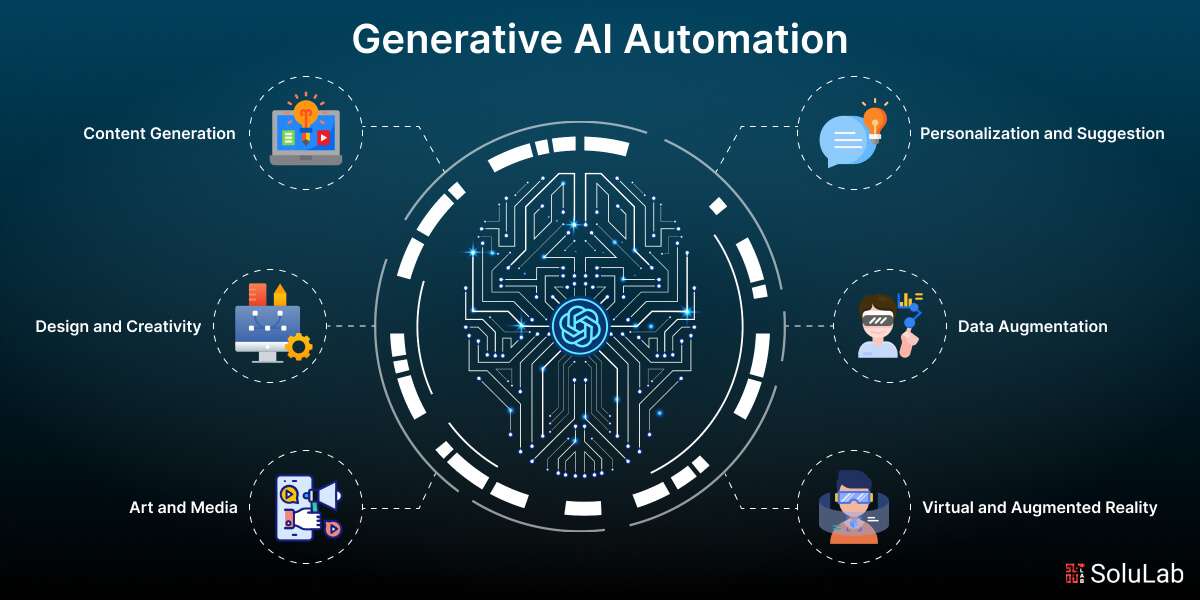 Generative AI Automation
Content Generation
Personalization and Suggestion
Design and Creativity
Data Augmentation
Art and Media
Virtual and Augmented Reality
SoluLab